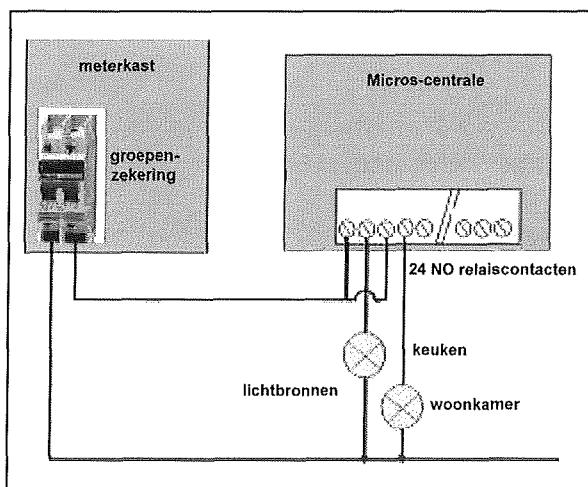 meterkast
Micros-centrale
groepen-
zekering
24 NO relaiscontacten
keuken
lichtbronnen
woonkamer